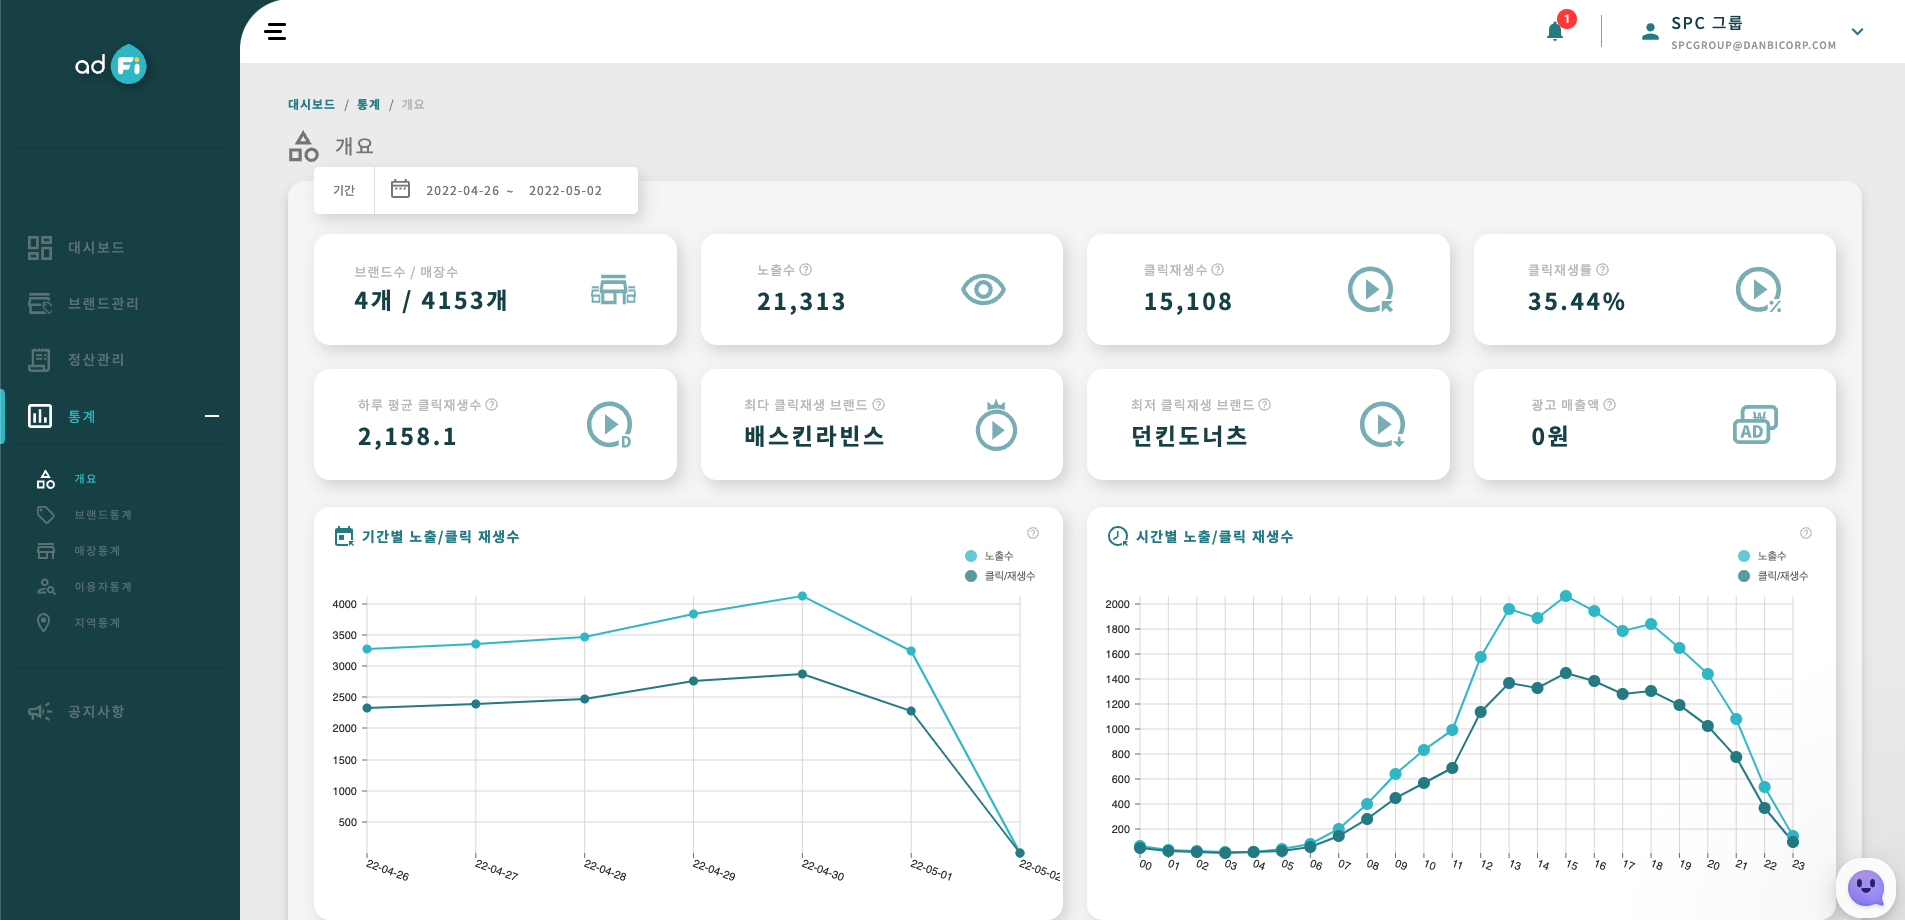 ad Fi
1
SPC 그룹
SPCGROUP@DANBICORP.COM
대시보드
브랜드관리
정산관리
통계
개요
브랜드통계
매장통계
이용자통계
지역통계
공지사항
대시보드 / 통계 / 개요
개요
기간
2022-04-26 ~ 2022-05-02
브랜드수 / 매장수
4개 / 4153개
노출수
21,313
클릭재생수
15,108
클릭재생률
35.44%
하루 평균 클릭재생수
2,158.1
D
최다 클릭재생 브랜드
배스킨라빈스
최저 클릭재생 브랜드
던킨도너츠
광고 매출액
0원
W
AD
기간별 노출/클릭 재생수
노출수
클릭/재생수
4000
3500
3000
2500
2000
1500
1000
500
22-04-26 22-04-27 22-04-28 22-04-29 22-04-30 22-05-01 22-05-02
시간별 노출/클릭 재생수
노출수
클릭/재생수
2000
1800
1600
1400
1200
1000
800
600
400
200
00 01 02 03 04 05 06 07 08 09 10 11 12 13 14 15 16 17 18 19 20 21 22 23